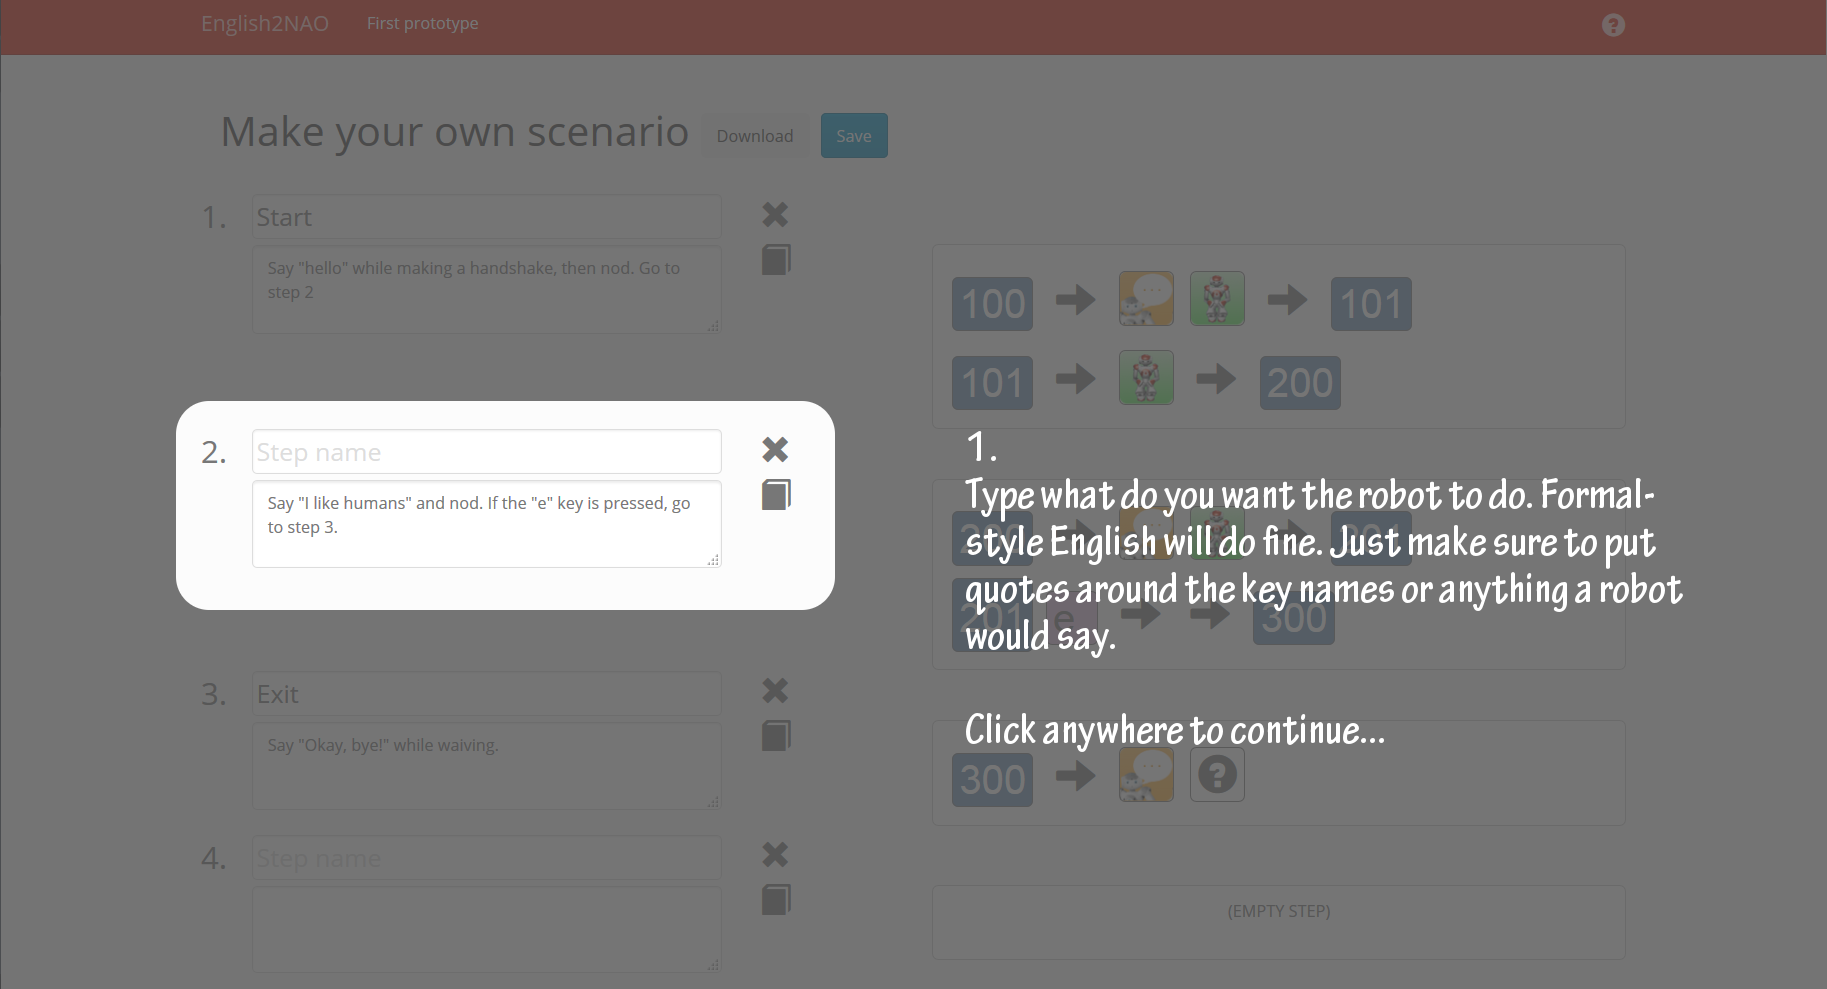 English2NAO First prototype
Make your own scenario Download Save
1. Start
Say "hello" while making a handshake, then nod. Go to
step 2
100 101
101 200
2. Step name
Say "I like humans" and nod. If the "e" key is pressed, go
to step 3.
1.
Type what do you want the robot to do. Formal-
style English will do fine. Just make sure to put
quotes around the key names or anything a robot
would say.
Click anywhere to continue...
201 e 300
3. Exit
Say "Okay, bye!" while waiving.
300 ?
4. Step name
(EMPTY STEP)